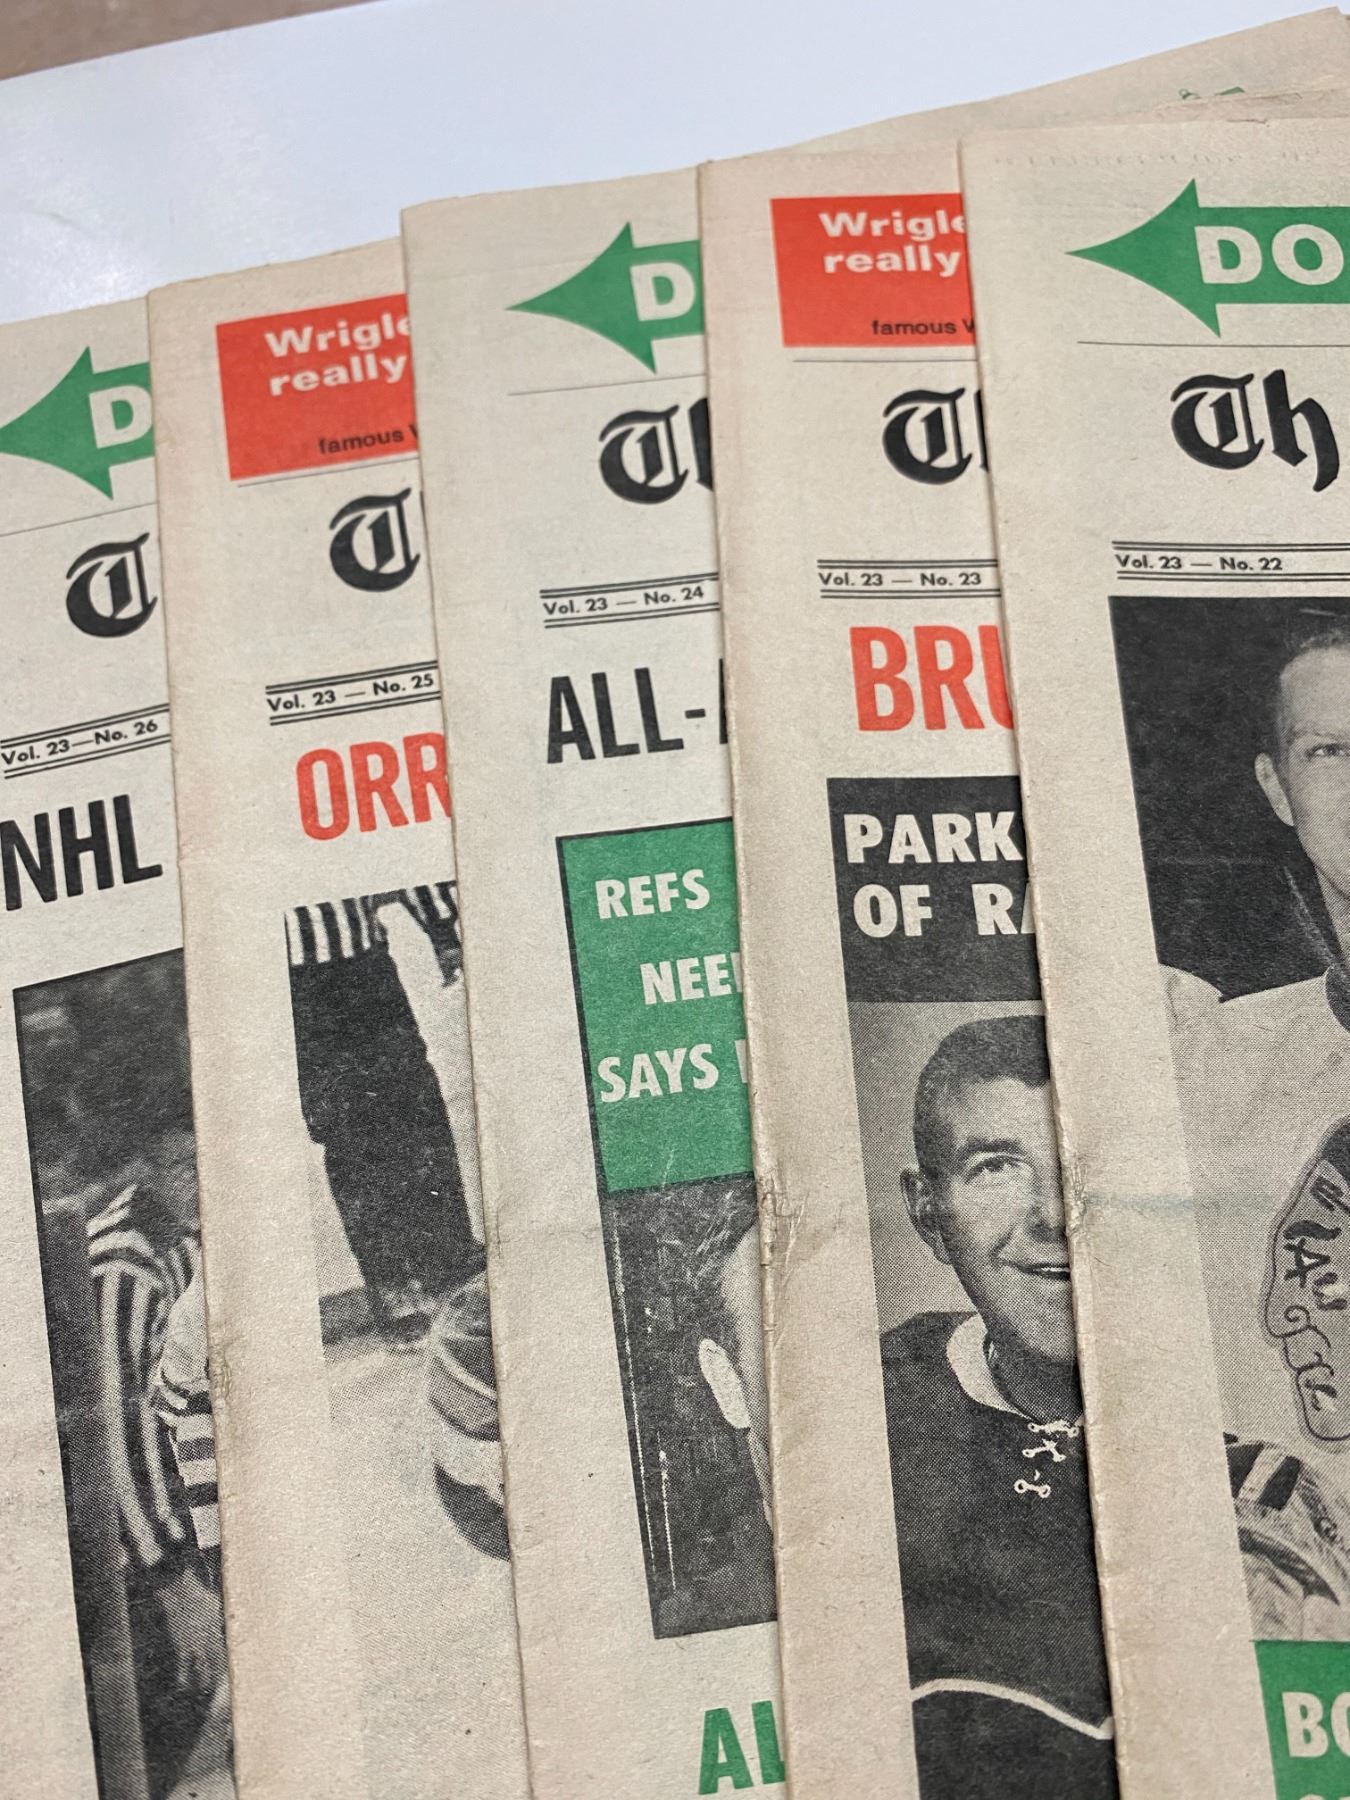 D
T
Vol. 23—No. 26
NHL
Wrigle
really
famous
T
Vol. 23 — No. 25
ORR
D
Th
Vol. 23 — No. 24
ALL-
REFS
NEE
SAYS
AL
Wrigle
really
famous W
Th
Vol. 23 — No. 23
BRU
PARK
OF RA
DO
Th
Vol. 23 — No. 22
BO